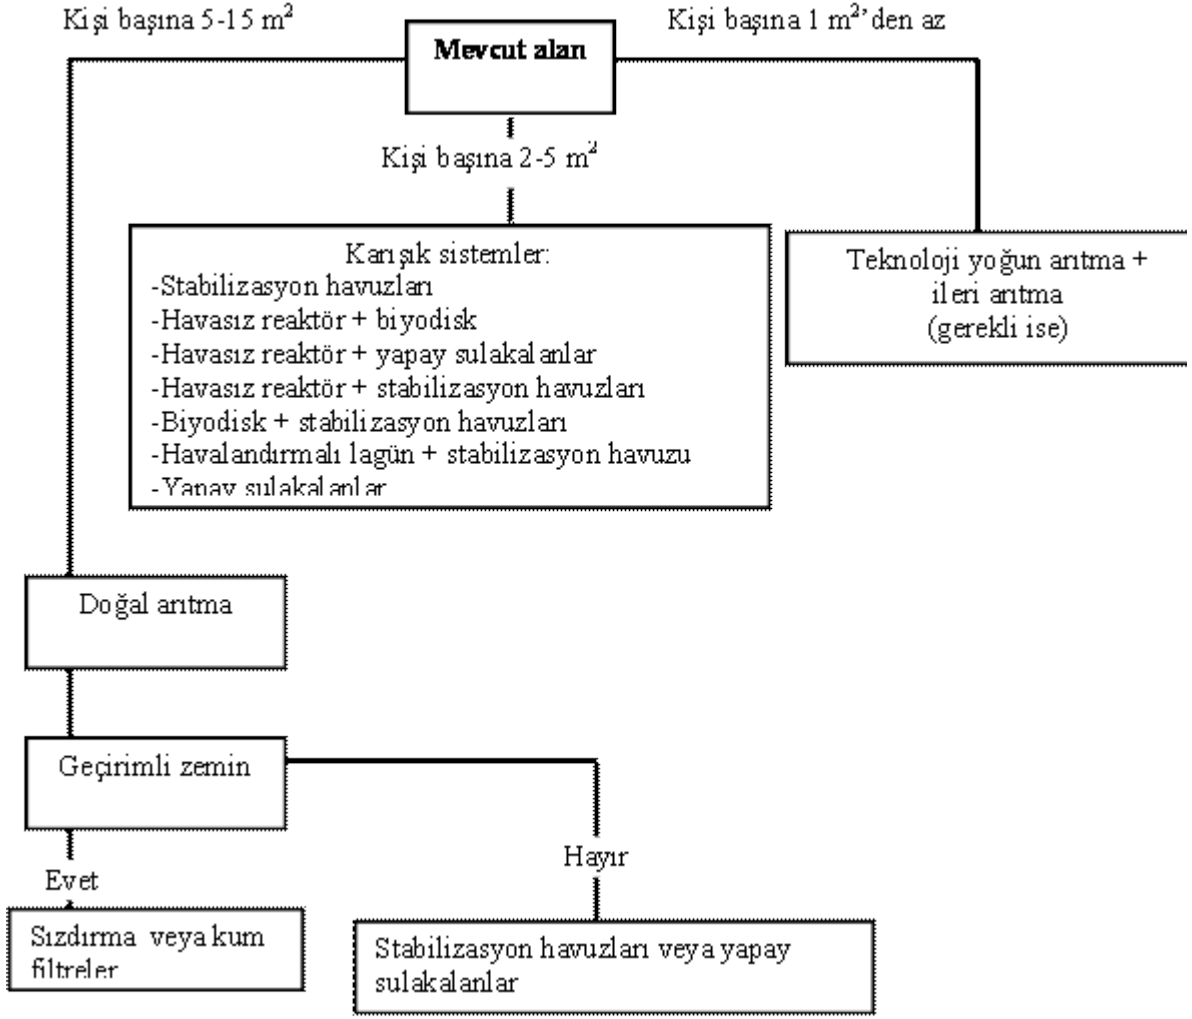 Kişi başına 5-15 m²
Kişi başına 1 m²'den az
Mevcut alan
Kişi başına 2-5 m²
Karışık sistemler:
-Stabilizasyon havuzları
-Havasız reaktör + biyodisk
-Havasız reaktör + yapay sulakalanlar
-Havasız reaktör + stabilizasyon havuzları
-Biyodisk + stabilizasyon havuzları
-Havalandırmalı lagün + stabilizasyon havuzu
-Yapay sulakalanlar
Teknoloji yoğun arıtma +
ileri arıtma
(gerekli ise)
Doğal arıtma
Geçirimli zemin
Evet
Hayır
Sızdırma veya kum
filtreler
Stabilizasyon havuzları veya yapay
sulakalanlar